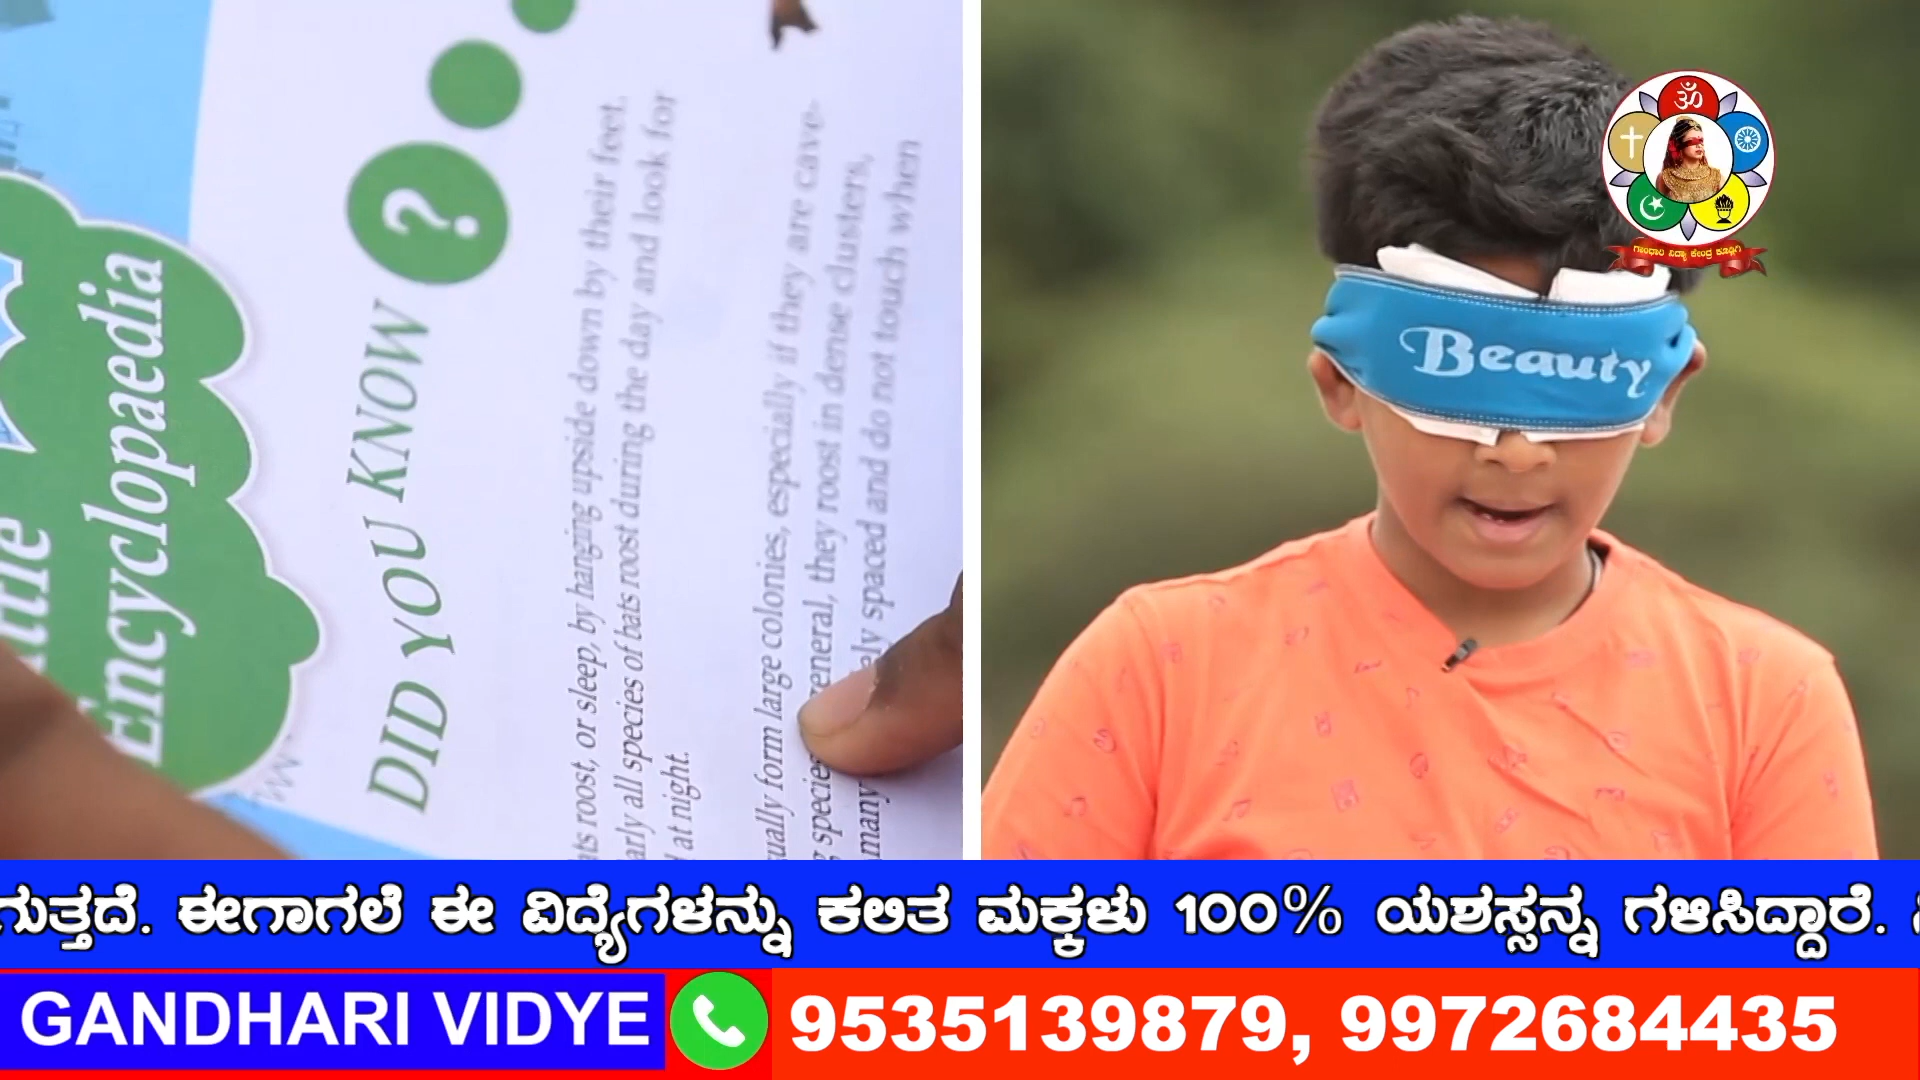 Encyclopaedia
DID YOU KNOW ?
roost, or sleep, by hanging upside down by their feet.
all species of bats roost during the day and look for
at night.
form large colonies, especially if they are cave-
they roost in dense clusters,
many spaced and do not touch when
Beauty
ಗಾಂಧಾರಿ ವಿದ್ಯಾ ಕೇಂದ್ರ ಕೂಡ್ಲಿಗಿ
ಈಗಾಗಲೆ ಈ ವಿದ್ಯೆಗಳನ್ನು ಕಲಿತ ಮಕ್ಕಳು 100% ಯಶಸ್ಸನ್ನ ಗಳಿಸಿದ್ದಾರೆ.
GANDHARI VIDYE 9535139879, 9972684435